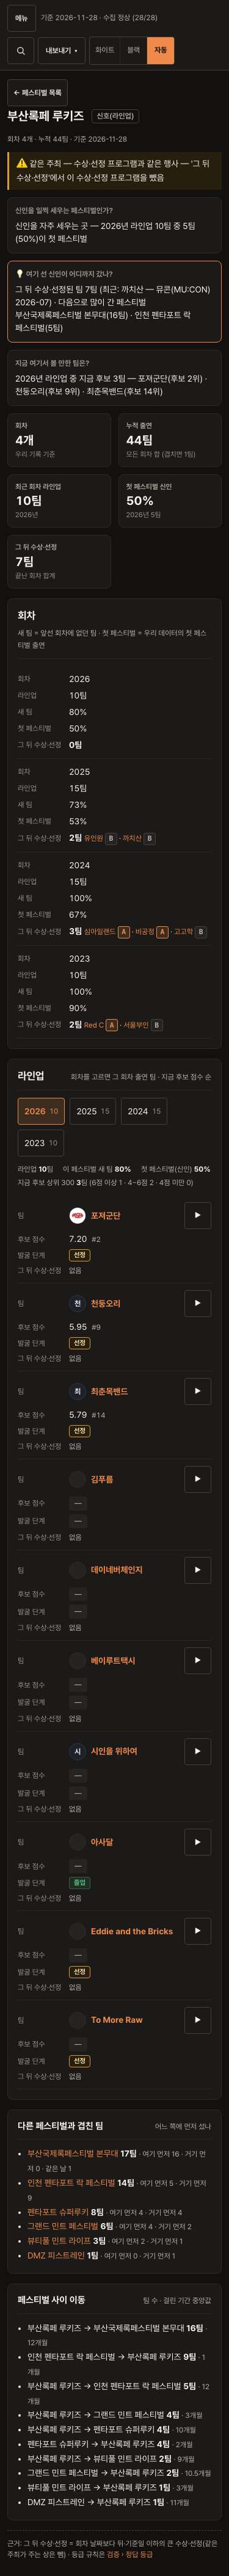 메뉴
기준 2026-11-28 · 수집 정상 (28/28)
내보내기 ▾
화이트 블랙 자동
← 페스티벌 목록
부산록페 루키즈 신호(라인업)
회차 4개 · 누적 44팀 · 기준 2026-11-28
⚠️ 같은 주최 — 수상·선정 프로그램과 같은 행사 — '그 뒤
수상·선정'에서 이 수상·선정 프로그램을 뺐음
신인을 일찍 세우는 페스티벌인가?
신인을 자주 세우는 곳 — 2026년 라인업 10팀 중 5팀
(50%)이 첫 페스티벌
💡 여기 선 신인이 어디까지 갔나?
그 뒤 수상·선정된 팀 7팀 (최근: 까치산 — 뮤콘(MU:CON)
2026-07) · 다음으로 많이 간 페스티벌
부산국제록페스티벌 본무대(16팀) · 인천 펜타포트 락
페스티벌(5팀)
지금 여기서 볼 만한 팀은?
2026년 라인업 중 지금 후보 3팀 — 포져군단(후보 2위) ·
천둥오리(후보 9위) · 최춘목밴드(후보 14위)
회차
4개
우리 기록 기준
누적 출연
44팀
모든 회차 합 (겹치면 1팀)
최근 회차 라인업
10팀
2026년
첫 페스티벌 신인
50%
2026년 5팀
그 뒤 수상·선정
7팀
끝난 회차 합계
회차
새 팀 = 앞선 회차에 없던 팀 · 첫 페스티벌 = 우리 데이터의 첫 페스
티벌 출연
회차 2026
라인업 10팀
새 팀 80%
첫 페스티벌 50%
그 뒤 수상·선정 0팀
회차 2025
라인업 15팀
새 팀 73%
첫 페스티벌 53%
그 뒤 수상·선정 2팀 유인원 B · 까치산 B
회차 2024
라인업 15팀
새 팀 100%
첫 페스티벌 67%
그 뒤 수상·선정 3팀 심아일랜드 A · 비공정 A · 고고학 B
회차 2023
라인업 10팀
새 팀 100%
첫 페스티벌 90%
그 뒤 수상·선정 2팀 Red C A · 서울부인 B
라인업 회차를 고르면 그 회차 출연 팀 · 지금 후보 점수 순
2026 10 2025 15 2024 15
2023 10
라인업 10팀 이 페스티벌 새 팀 80% 첫 페스티벌(신인) 50%
지금 후보 상위 300 3팀 (6점 이상 1 · 4~6점 2 · 4점 미만 0)
팀 포져군단
후보 점수 7.20 #2
발굴 단계 선정
그 뒤 수상·선정 없음
팀 천 천둥오리
후보 점수 5.95 #9
발굴 단계 선정
그 뒤 수상·선정 없음
팀 최 최춘목밴드
후보 점수 5.79 #14
발굴 단계 선정
그 뒤 수상·선정 없음
팀 김푸름
후보 점수 —
발굴 단계 —
그 뒤 수상·선정 없음
팀 데이네버체인지
후보 점수 —
발굴 단계 —
그 뒤 수상·선정 없음
팀 베이루트택시
후보 점수 —
발굴 단계 —
그 뒤 수상·선정 없음
팀 시 시인을 위하여
후보 점수 —
발굴 단계 —
그 뒤 수상·선정 없음
팀 아사달
후보 점수 —
발굴 단계 졸업
그 뒤 수상·선정 없음
팀 Eddie and the Bricks
후보 점수 —
발굴 단계 선정
그 뒤 수상·선정 없음
팀 To More Raw
후보 점수 —
발굴 단계 선정
그 뒤 수상·선정 없음
다른 페스티벌과 겹친 팀 어느 쪽에 먼저 섰나
• 부산국제록페스티벌 본무대 17팀 · 여기 먼저 16 · 거기 먼
저 0 · 같은 날 1
• 인천 펜타포트 락 페스티벌 14팀 · 여기 먼저 5 · 거기 먼저
9
• 펜타포트 슈퍼루키 8팀 · 여기 먼저 4 · 거기 먼저 4
• 그랜드 민트 페스티벌 6팀 · 여기 먼저 4 · 거기 먼저 2
• 뷰티풀 민트 라이프 3팀 · 여기 먼저 2 · 거기 먼저 1
• DMZ 피스트레인 1팀 · 여기 먼저 0 · 거기 먼저 1
페스티벌 사이 이동 팀 수 · 걸린 기간 중앙값
• 부산록페 루키즈 → 부산국제록페스티벌 본무대 16팀 ·
12개월
• 인천 펜타포트 락 페스티벌 → 부산록페 루키즈 9팀 · 1
개월
• 부산록페 루키즈 → 인천 펜타포트 락 페스티벌 5팀 · 12
개월
• 부산록페 루키즈 → 그랜드 민트 페스티벌 4팀 · 3개월
• 부산록페 루키즈 → 펜타포트 슈퍼루키 4팀 · 10개월
• 펜타포트 슈퍼루키 → 부산록페 루키즈 4팀 · 2개월
• 부산록페 루키즈 → 뷰티풀 민트 라이프 2팀 · 9개월
• 그랜드 민트 페스티벌 → 부산록페 루키즈 2팀 · 10.5개월
• 뷰티풀 민트 라이프 → 부산록페 루키즈 1팀 · 3개월
• DMZ 피스트레인 → 부산록페 루키즈 1팀 · 11개월
근거: 그 뒤 수상·선정 = 회차 날짜보다 뒤·기준일 이하의 큰 수상·선정(같은
주최가 주는 상은 뺌) · 등급 규칙은 검증 › 정답 등급